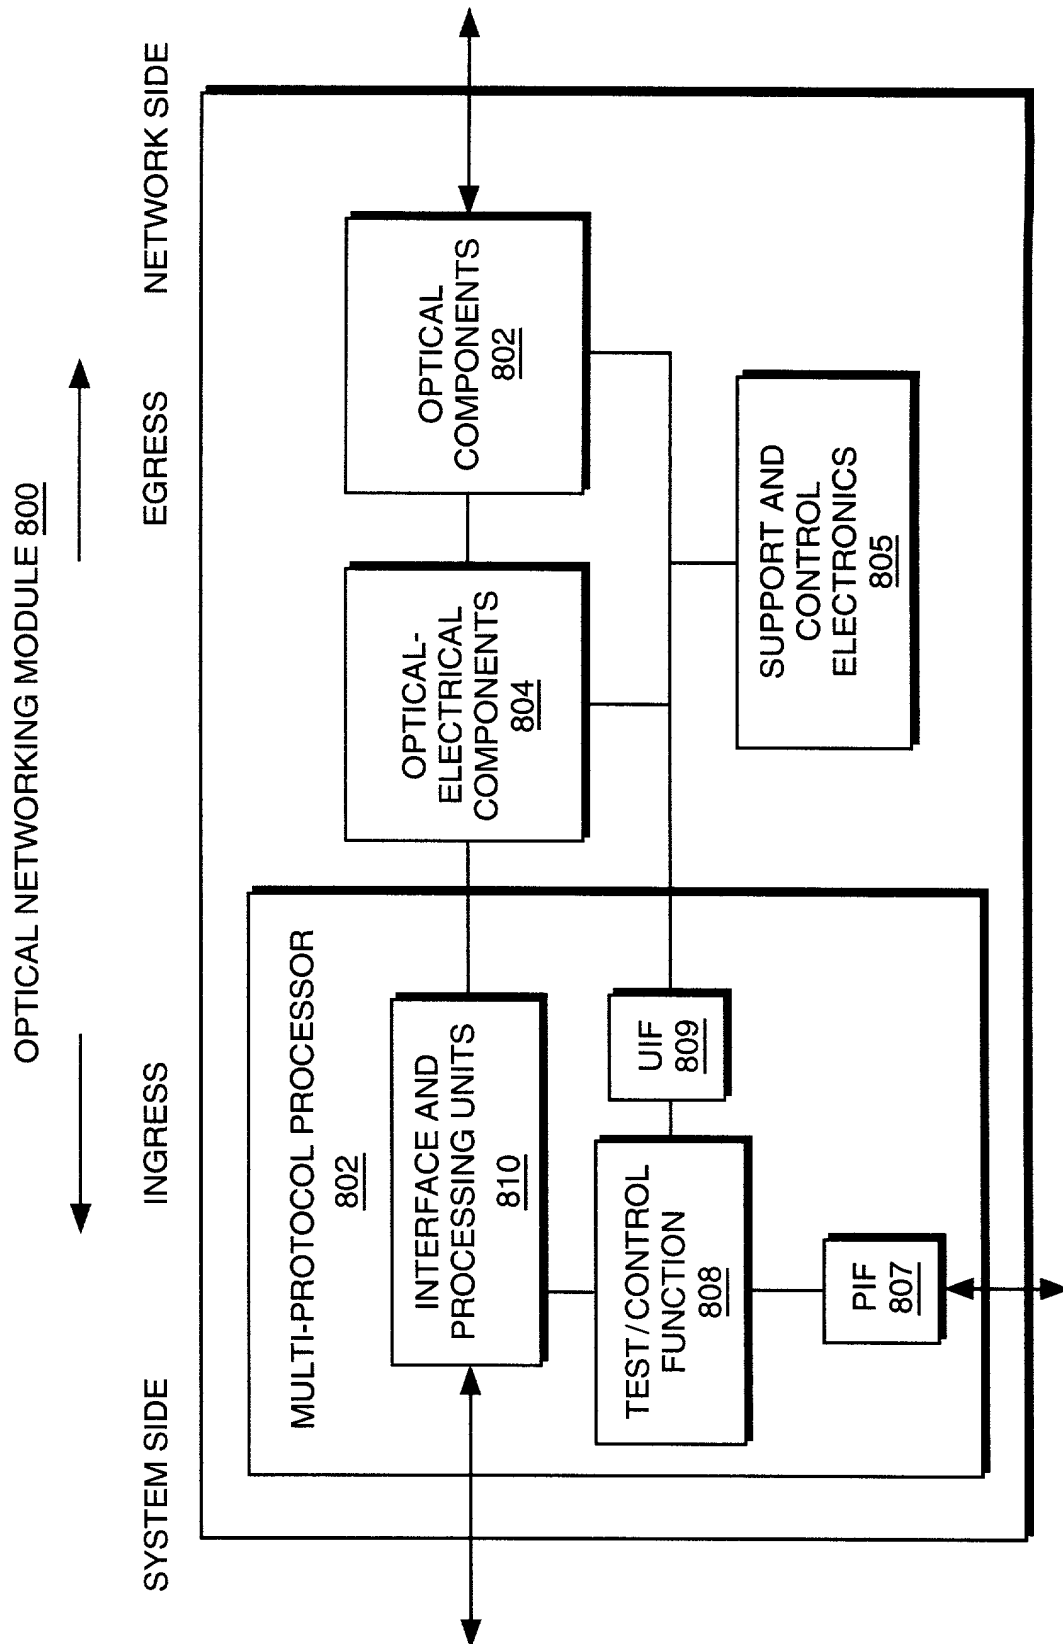 OPTICAL NETWORKING MODULE 800
INGRESS
EGRESS
SYSTEM SIDE
NETWORK SIDE
MULTI-PROTOCOL PROCESSOR
802
INTERFACE AND
PROCESSING UNITS
810
TEST/CONTROL
FUNCTION
808
UIF
809
PIF
807
OPTICAL-
ELECTRICAL
COMPONENTS
804
OPTICAL
COMPONENTS
802
SUPPORT AND
CONTROL
ELECTRONICS
805